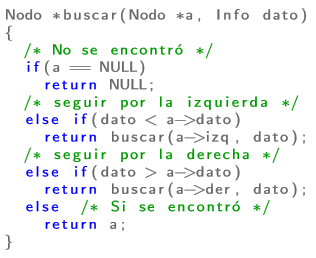 Nodo *buscar(Nodo *a, Info dato)
{
  /* No se encontró */
  if(a == NULL)
    return NULL;
  /* seguir por la izquierda */
  else if(dato < a->dato)
    return buscar(a->izq, dato);
  /* seguir por la derecha */
  else if(dato > a->dato)
    return buscar(a->der, dato);
  else  /* Si se encontró */
    return a;
}